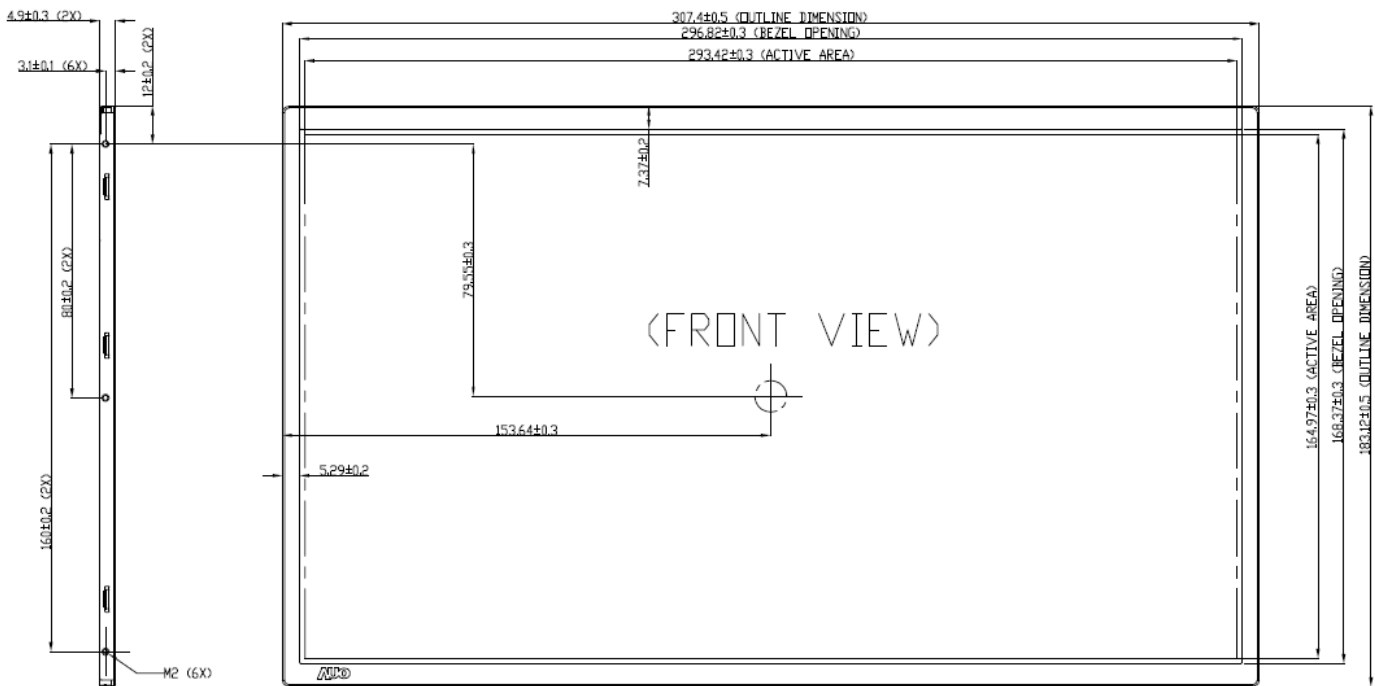 4.9±0.3 (2X)
307.4±0.5 (OUTLINE DIMENSION)
296.82±0.3 (BEZEL OPENING)
293.42±0.3 (ACTIVE AREA)
3.1±0.1 (6X)
12±0.2 (2X)
7.37±0.2
79.55±0.3
80±0.2 (2X)
(FRONT VIEW)
164.97±0.3 (ACTIVE AREA)
168.37±0.3 (BEZEL OPENING)
183.12±0.5 (OUTLINE DIMENSION)
153.64±0.3
5.29±0.2
160±0.2 (2X)
M2 (6X)
AUO